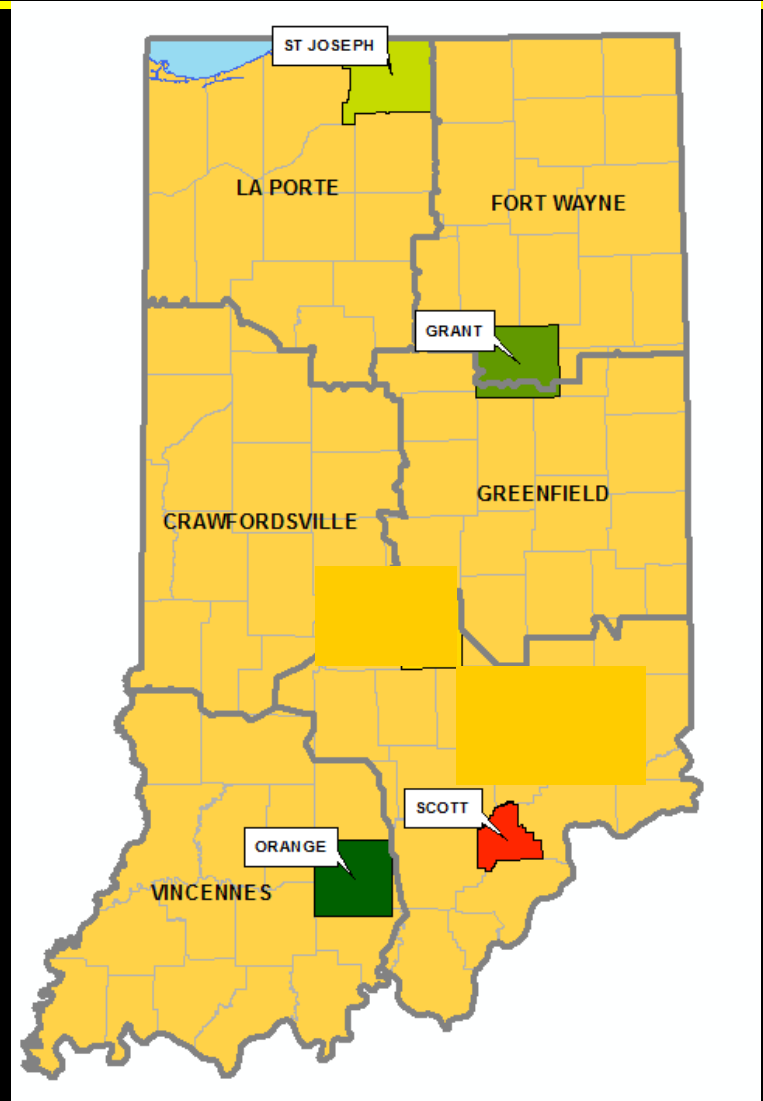 ST JOSEPH
LA PORTE
FORT WAYNE
GRANT
GREENFIELD
CRAWFORDSVILLE
SCOTT
ORANGE
VINCENNES